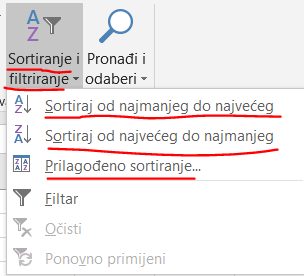 Sortiranje i
filtriranje
Pronađi i
odaberi
Sortiraj od najmanjeg do najvećeg
Sortiraj od najvećeg do najmanjeg
Prilagođeno sortiranje...
Filtar
Očisti
Ponovno primijeni